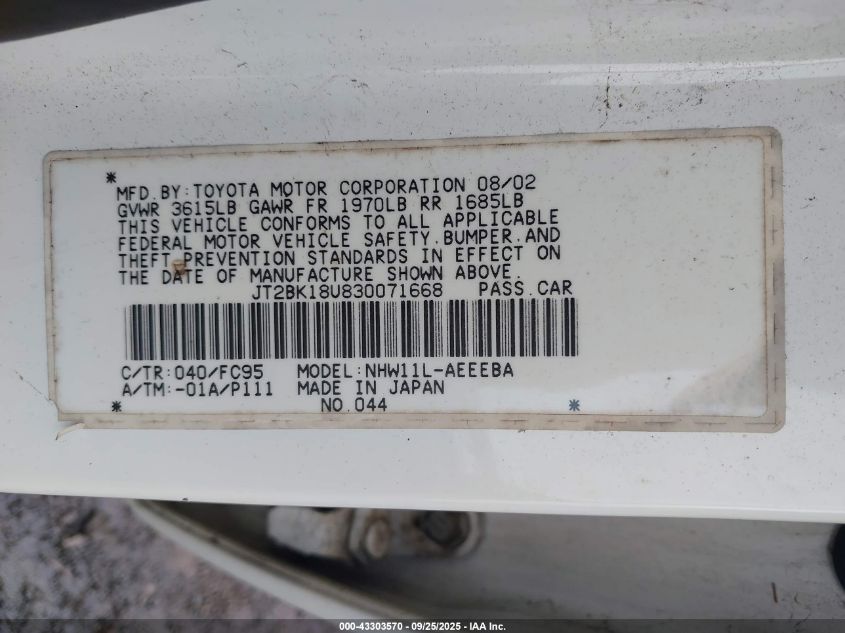 *
MFD.BY:TOYOTA MOTOR CORPORATION 08/02
GVWR 3615LB GAWR FR 1970LB RR 1685LB
THIS VEHICLE CONFORMS TO ALL APPLICABLE
FEDERAL MOTOR VEHICLE SAFETY,BUMPER,AND
THEFT PREVENTION STANDARDS IN EFFECT ON
THE DATE OF MANUFACTURE SHOWN ABOVE.
JT2BK18U830071668 PASS.CAR
C/TR:040/FC95 MODEL:NHW11L-AEEEBA
A/TM:-01A/P111 MADE IN JAPAN
* NO.044 *
000-43303570 - 09/25/2025 - IAA Inc.